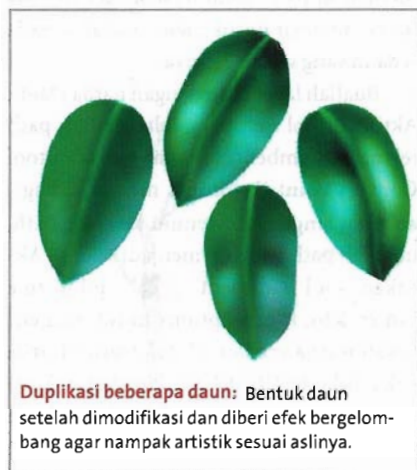 Duplikasi beberapa daun: Bentuk daun
setelah dimodifikasi dan diberi efek bergelom-
bang agar nampak artistik sesuai aslinya.